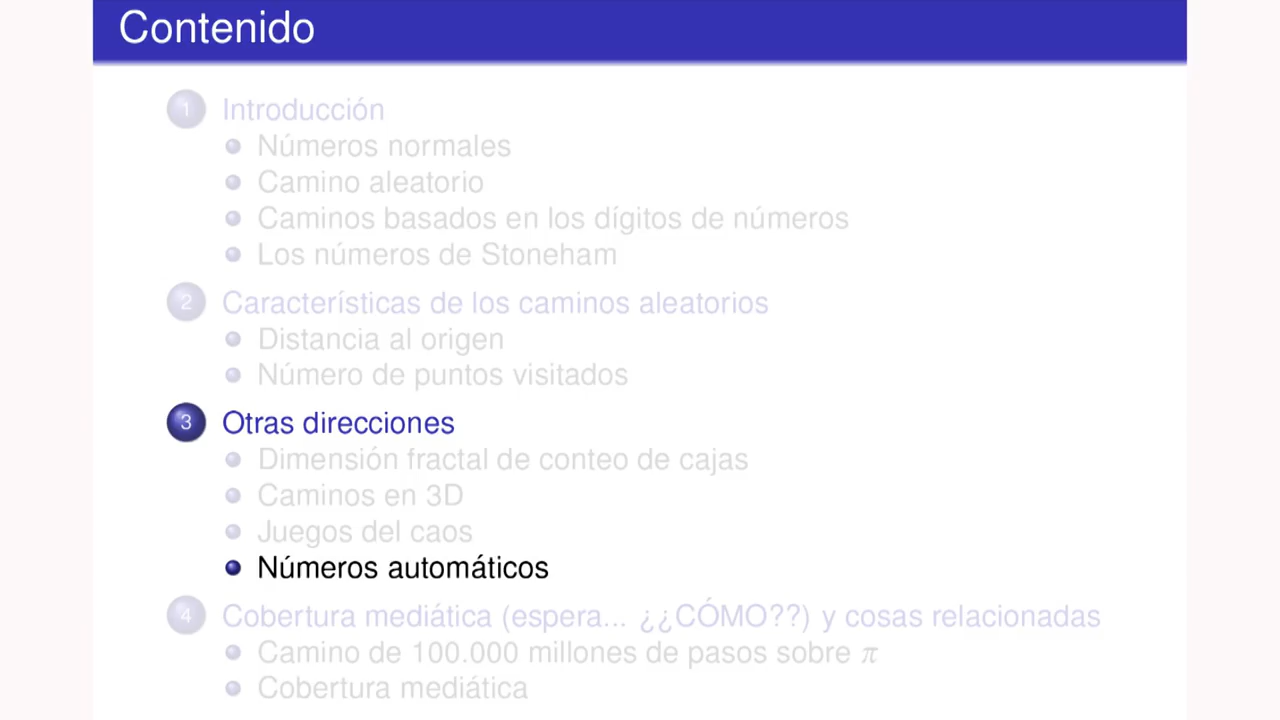 Contenido
1 Introducción
Números normales
Camino aleatorio
Caminos basados en los dígitos de números
Los números de Stoneham
2 Características de los caminos aleatorios
Distancia al origen
Número de puntos visitados
3 Otras direcciones
Dimensión fractal de conteo de cajas
Caminos en 3D
Juegos del caos
Números automáticos
4 Cobertura mediática (espera... ¿¿CÓMO??) y cosas relacionadas
Camino de 100.000 millones de pasos sobre π
Cobertura mediática